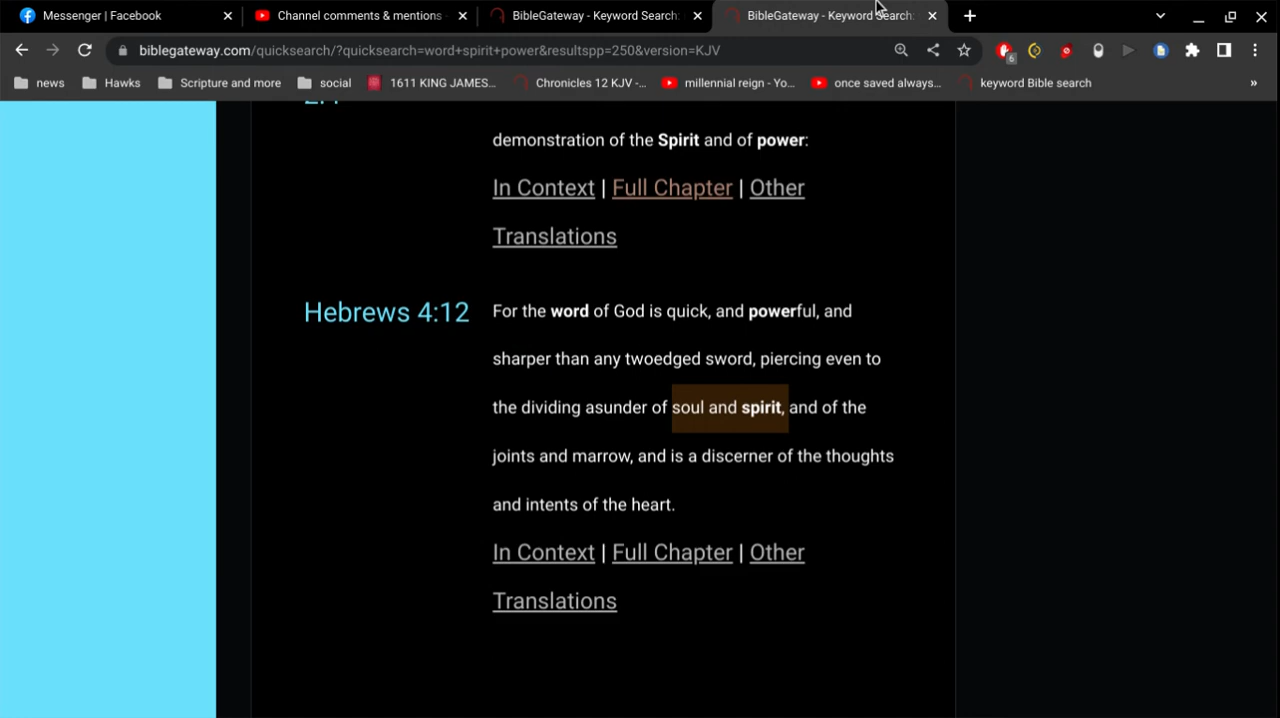 Messenger | Facebook
Channel comments & mentions
BibleGateway - Keyword Search:
BibleGateway - Keyword Search:
biblegateway.com/quicksearch/?quicksearch=word+spirit+power&resultspp=250&version=KJV
6
news
Hawks
Scripture and more
social
1611 KING JAMES...
Chronicles 12 KJV -...
millennial reign - Yo...
once saved always...
keyword Bible search
»
demonstration of the Spirit and of power:
In Context | Full Chapter | Other
Translations
Hebrews 4:12
For the word of God is quick, and powerful, and
sharper than any twoedged sword, piercing even to
the dividing asunder of soul and spirit, and of the
joints and marrow, and is a discerner of the thoughts
and intents of the heart.
In Context | Full Chapter | Other
Translations